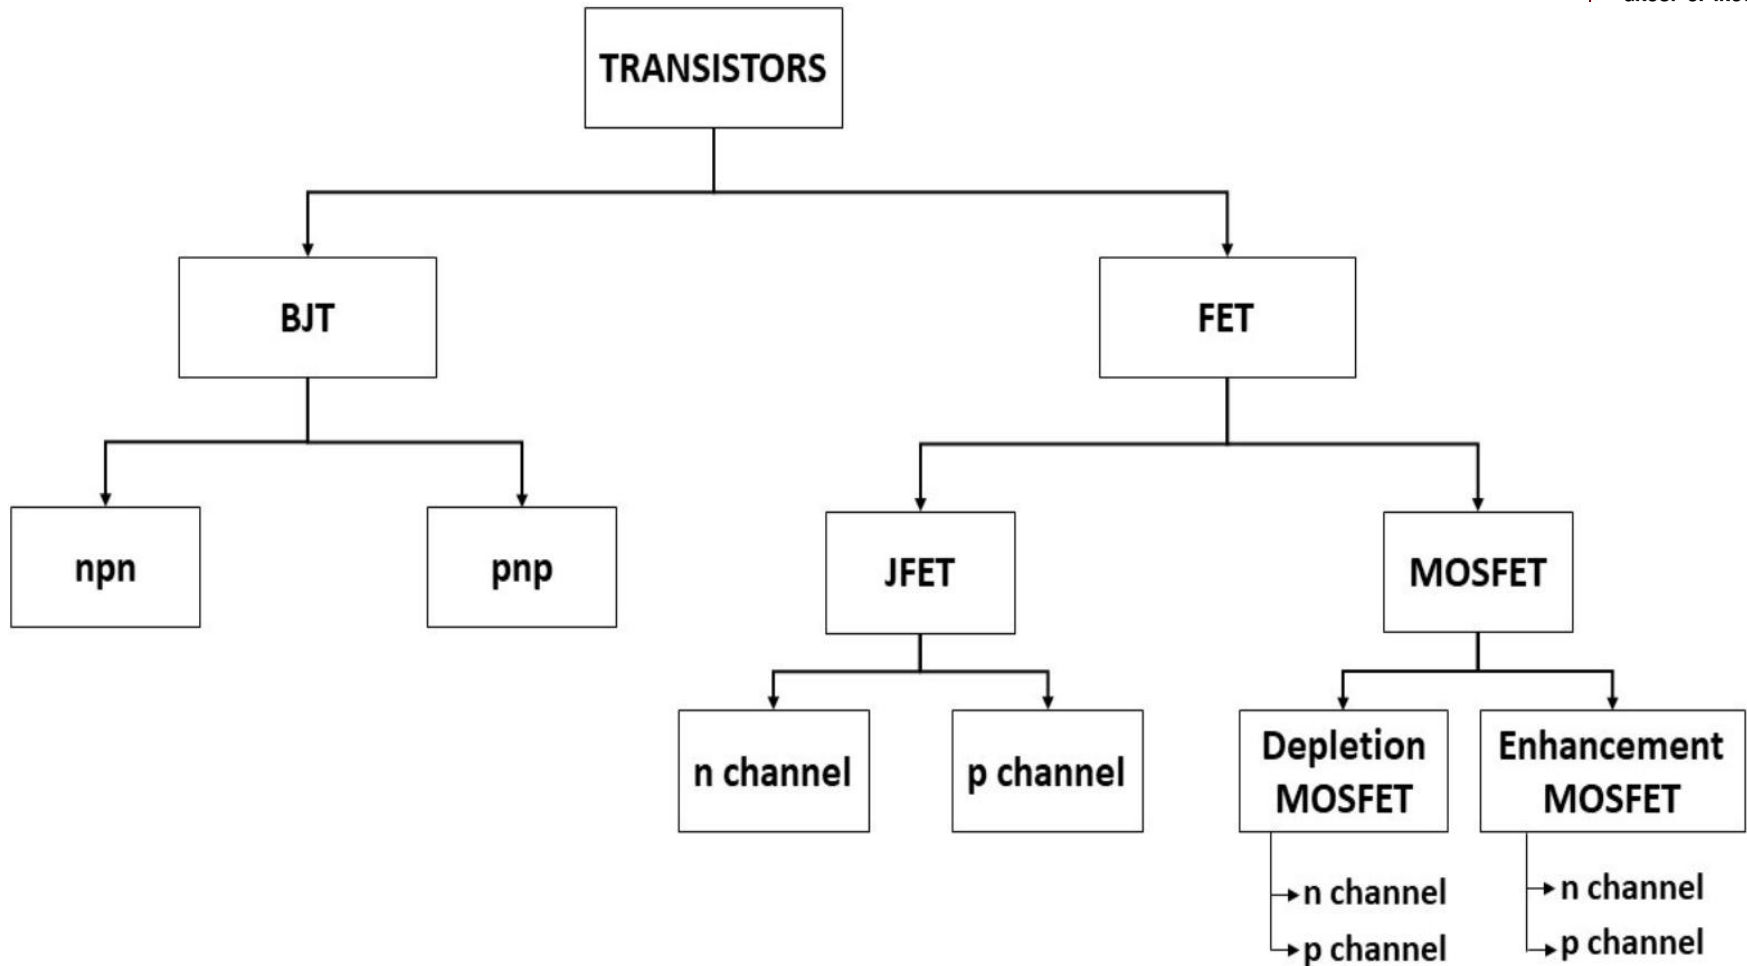 TRANSISTORS
BJT
FET
npn
pnp
JFET
MOSFET
n channel
p channel
Depletion
MOSFET
Enhancement
MOSFET
n channel
p channel
n channel
p channel